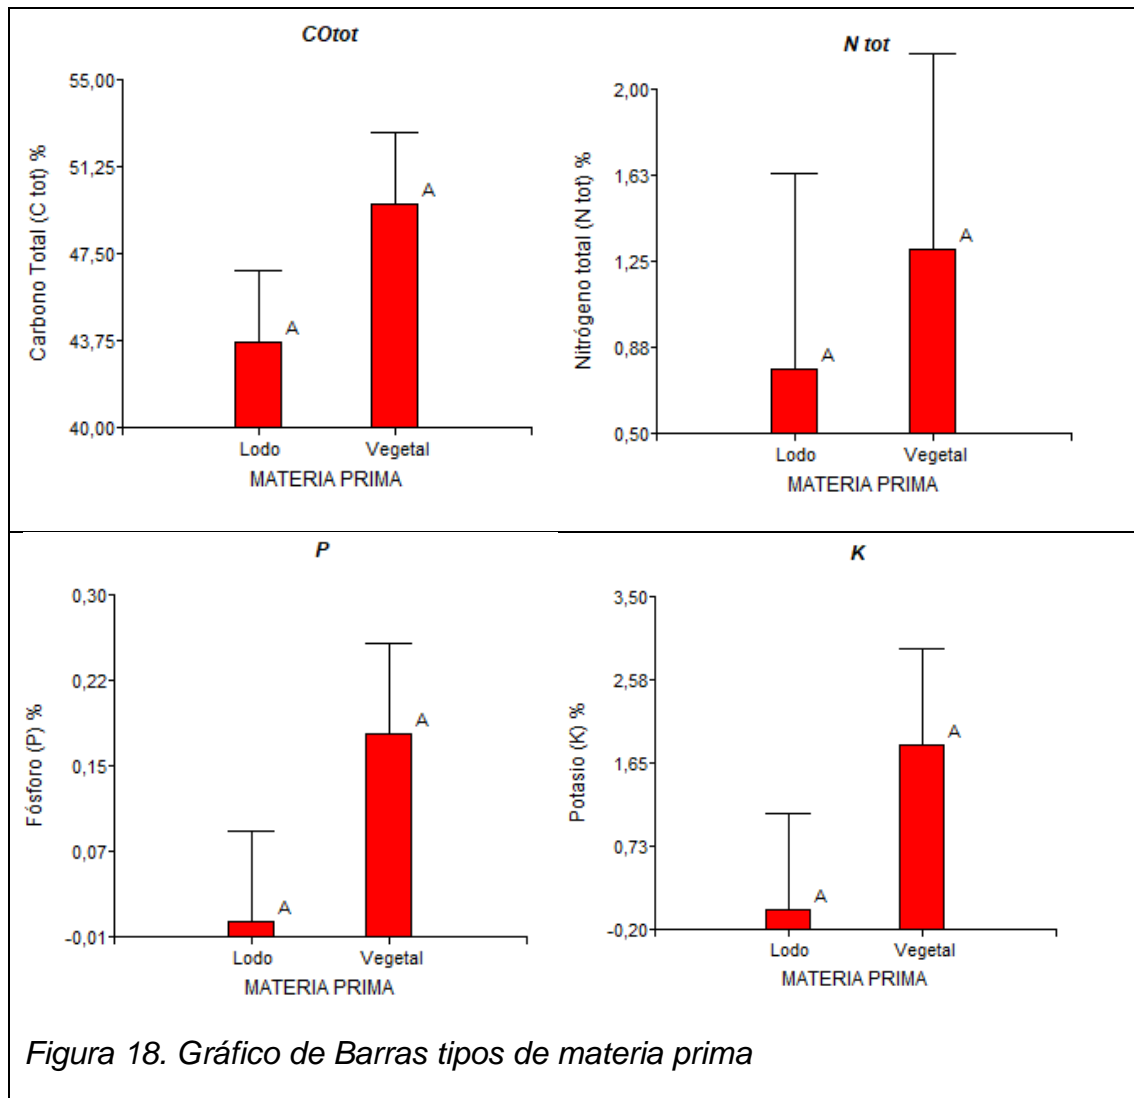 COtot
55,00
51,25
47,50
43,75
40,00
Carbono Total (C tot) %
A
A
Lodo
Vegetal
MATERIA PRIMA
N tot
2,00
1,63
1,25
0,88
0,50
Nitrógeno total (N tot) %
A
A
Lodo
Vegetal
MATERIA PRIMA
P
0,30
0,22
0,15
0,07
-0,01
Fósforo (P) %
A
A
Lodo
Vegetal
MATERIA PRIMA
K
3,50
2,58
1,65
0,73
-0,20
Potasio (K) %
A
A
Lodo
Vegetal
MATERIA PRIMA
Figura 18. Gráfico de Barras tipos de materia prima